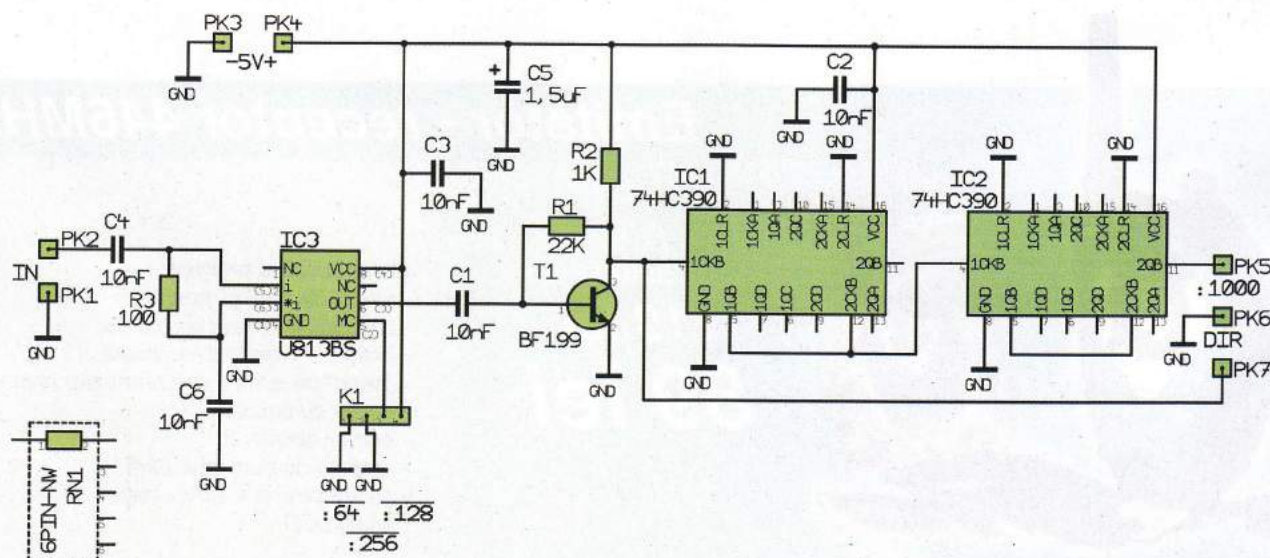 PK3 PK4
-5V+
GND
C5
1,5uF
GND
C2
10nF
GND
C3
10nF
GND
R2
1K
GND
GND
GND
GND
IC1
74HC390
1CLR
1CKA
1QA
2QC
2CKA
2CLR
VCC
1CKB
2QB
GND
1QB
1QD
1QC
2QD
2CKB
2QA
GND
IC2
74HC390
1CLR
1CKA
1QA
2QC
2CKA
2CLR
VCC
1CKB
2QB
GND
1QB
1QD
1QC
2QD
2CKB
2QA
GND
PK5
:1000
PK6
DIR
GND
PK7
R1
22K
T1
BF199
GND
C1
10nF
C4
10nF
PK2
IN
PK1
GND
R3
100
IC3
NC VCC
i NC
*i OUT
GND MC
U813BS
GND
C6
10nF
GND
K1
GND GND
:64 :128
:256
6PIN-NW
RN1